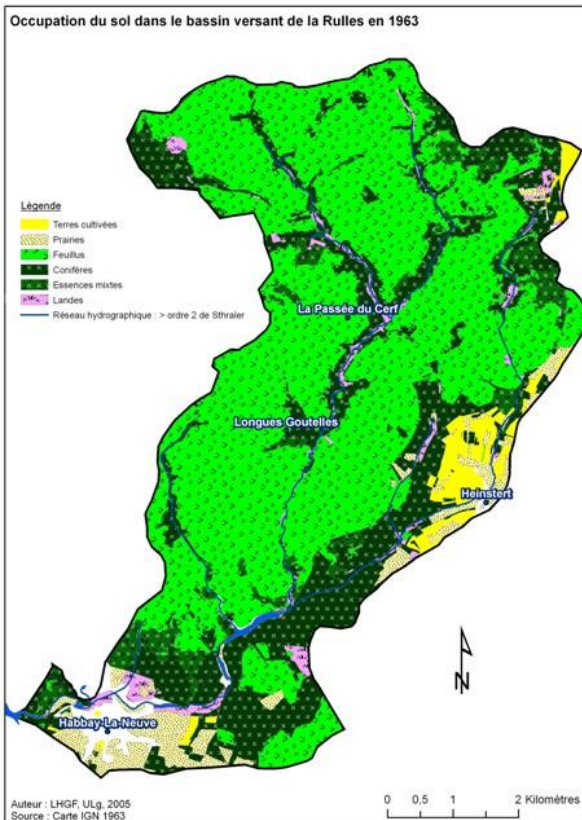 Occupation du sol dans le bassin versant de la Rulles en 1963
Légende
Terres cultivées
Prairies
Feuillus
Conifères
Essences mixtes
Landes
Réseau hydrographique : > ordre 2 de Sthraler
La Passée du Cerf
Longues Goutelles
Heinstert
Habbay-La-Neuve
N
Auteur : LHGF, ULg, 2005
Source : Carte IGN 1963
0 0,5 1 2 Kilomètres